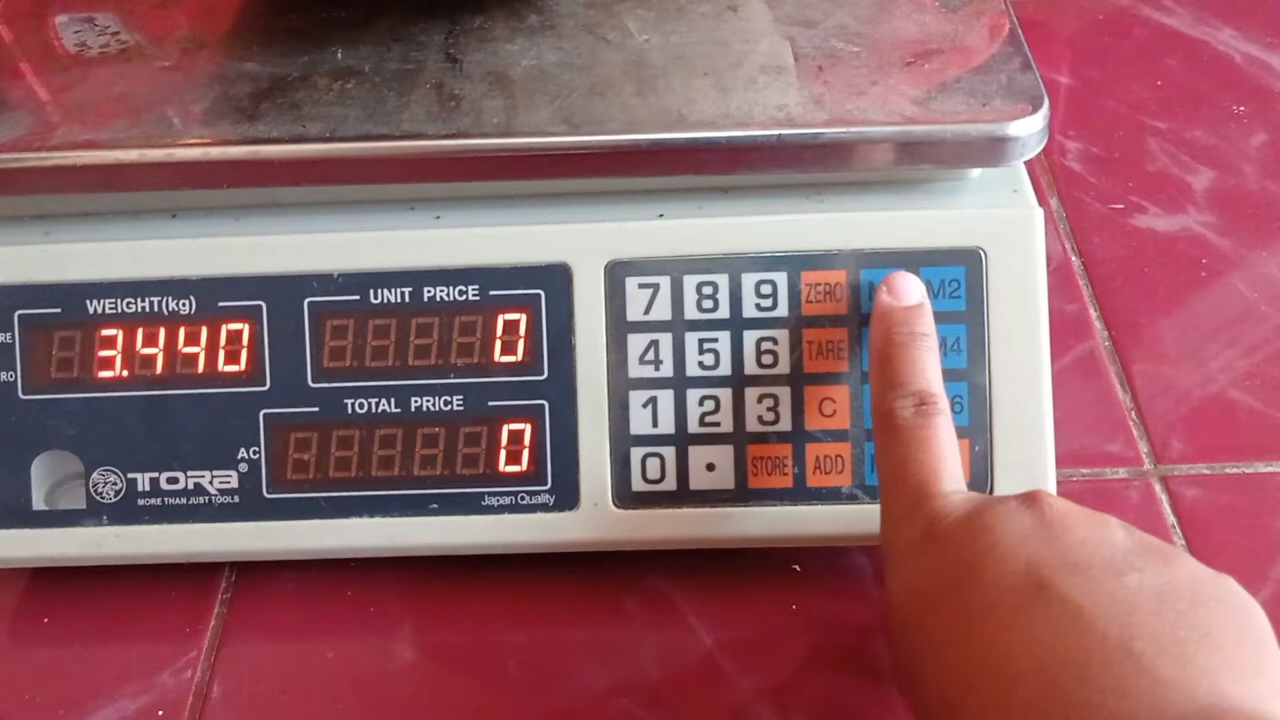 WEIGHT(kg)
3.440
UNIT PRICE
0
TOTAL PRICE
0
AC
TORA®
MORE THAN JUST TOOLS
Japan Quality
7 8 9 ZERO M2
4 5 6 TARE M4
1 2 3 C
0 . STORE ADD